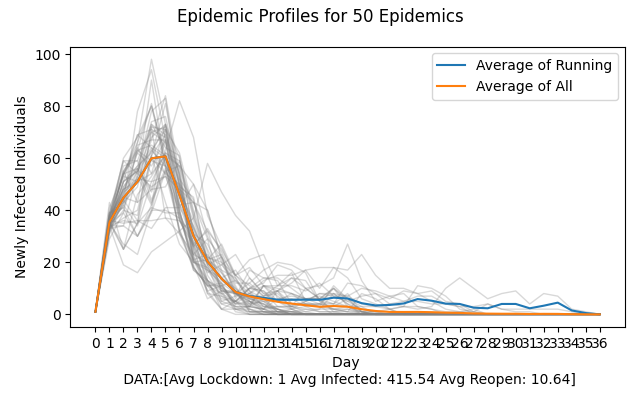 Epidemic Profiles for 50 Epidemics
Average of Running
Average of All
100
80
60
40
20
0
Newly Infected Individuals
0 1 2 3 4 5 6 7 8 9 10 11 12 13 14 15 16 17 18 19 20 21 22 23 24 25 26 27 28 29 30 31 32 33 34 35 36
Day
DATA:[Avg Lockdown: 1 Avg Infected: 415.54 Avg Reopen: 10.64]